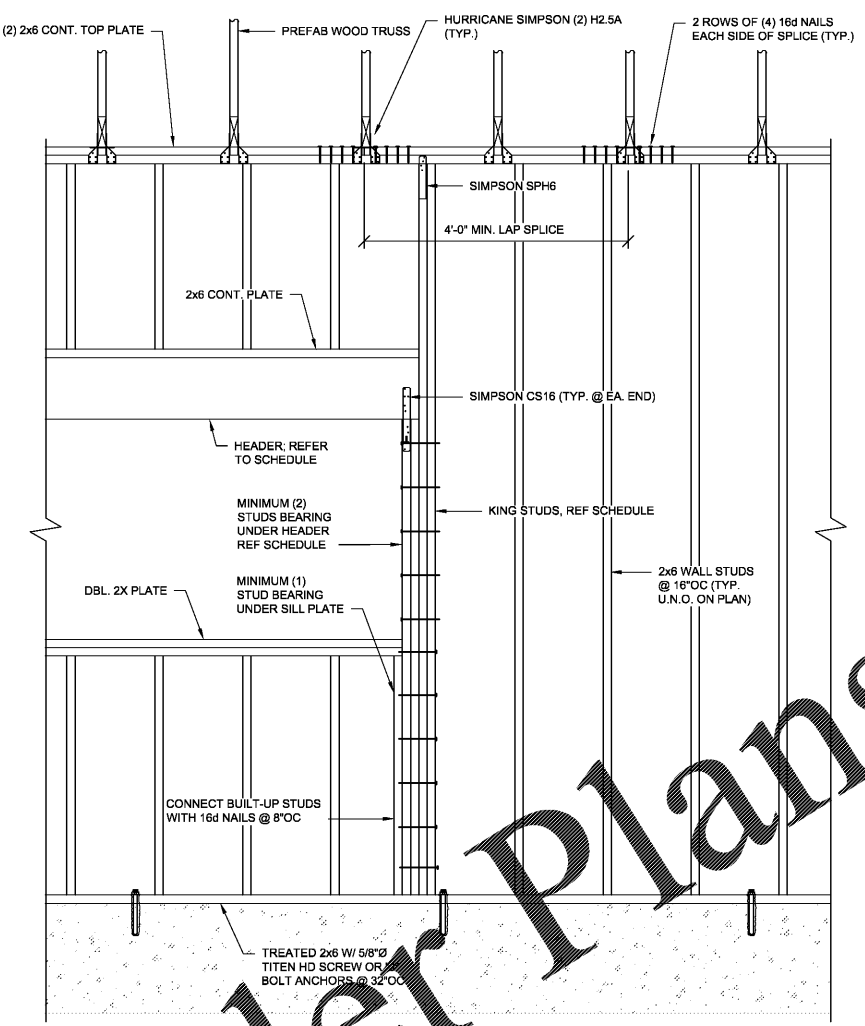 (2) 2x6 CONT. TOP PLATE
PREFAB WOOD TRUSS
HURRICANE SIMPSON (2) H2.5A
(TYP.)
2 ROWS OF (4) 16d NAILS
EACH SIDE OF SPLICE (TYP.)
SIMPSON SPH6
4'-0" MIN. LAP SPLICE
2x6 CONT. PLATE
SIMPSON CS16 (TYP. @ EA. END)
HEADER; REFER
TO SCHEDULE
MINIMUM (2)
STUDS BEARING
UNDER HEADER
REF SCHEDULE
KING STUDS, REF SCHEDULE
DBL. 2X PLATE
MINIMUM (1)
STUD BEARING
UNDER SILL PLATE
2x6 WALL STUDS
@ 16"OC (TYP.
U.N.O. ON PLAN)
CONNECT BUILT-UP STUDS
WITH 16d NAILS @ 8"OC
TREATED 2x6 W/ 5/8"Ø
TITEN HD SCREW OR
BOLT ANCHORS @ 32"OC
Plans